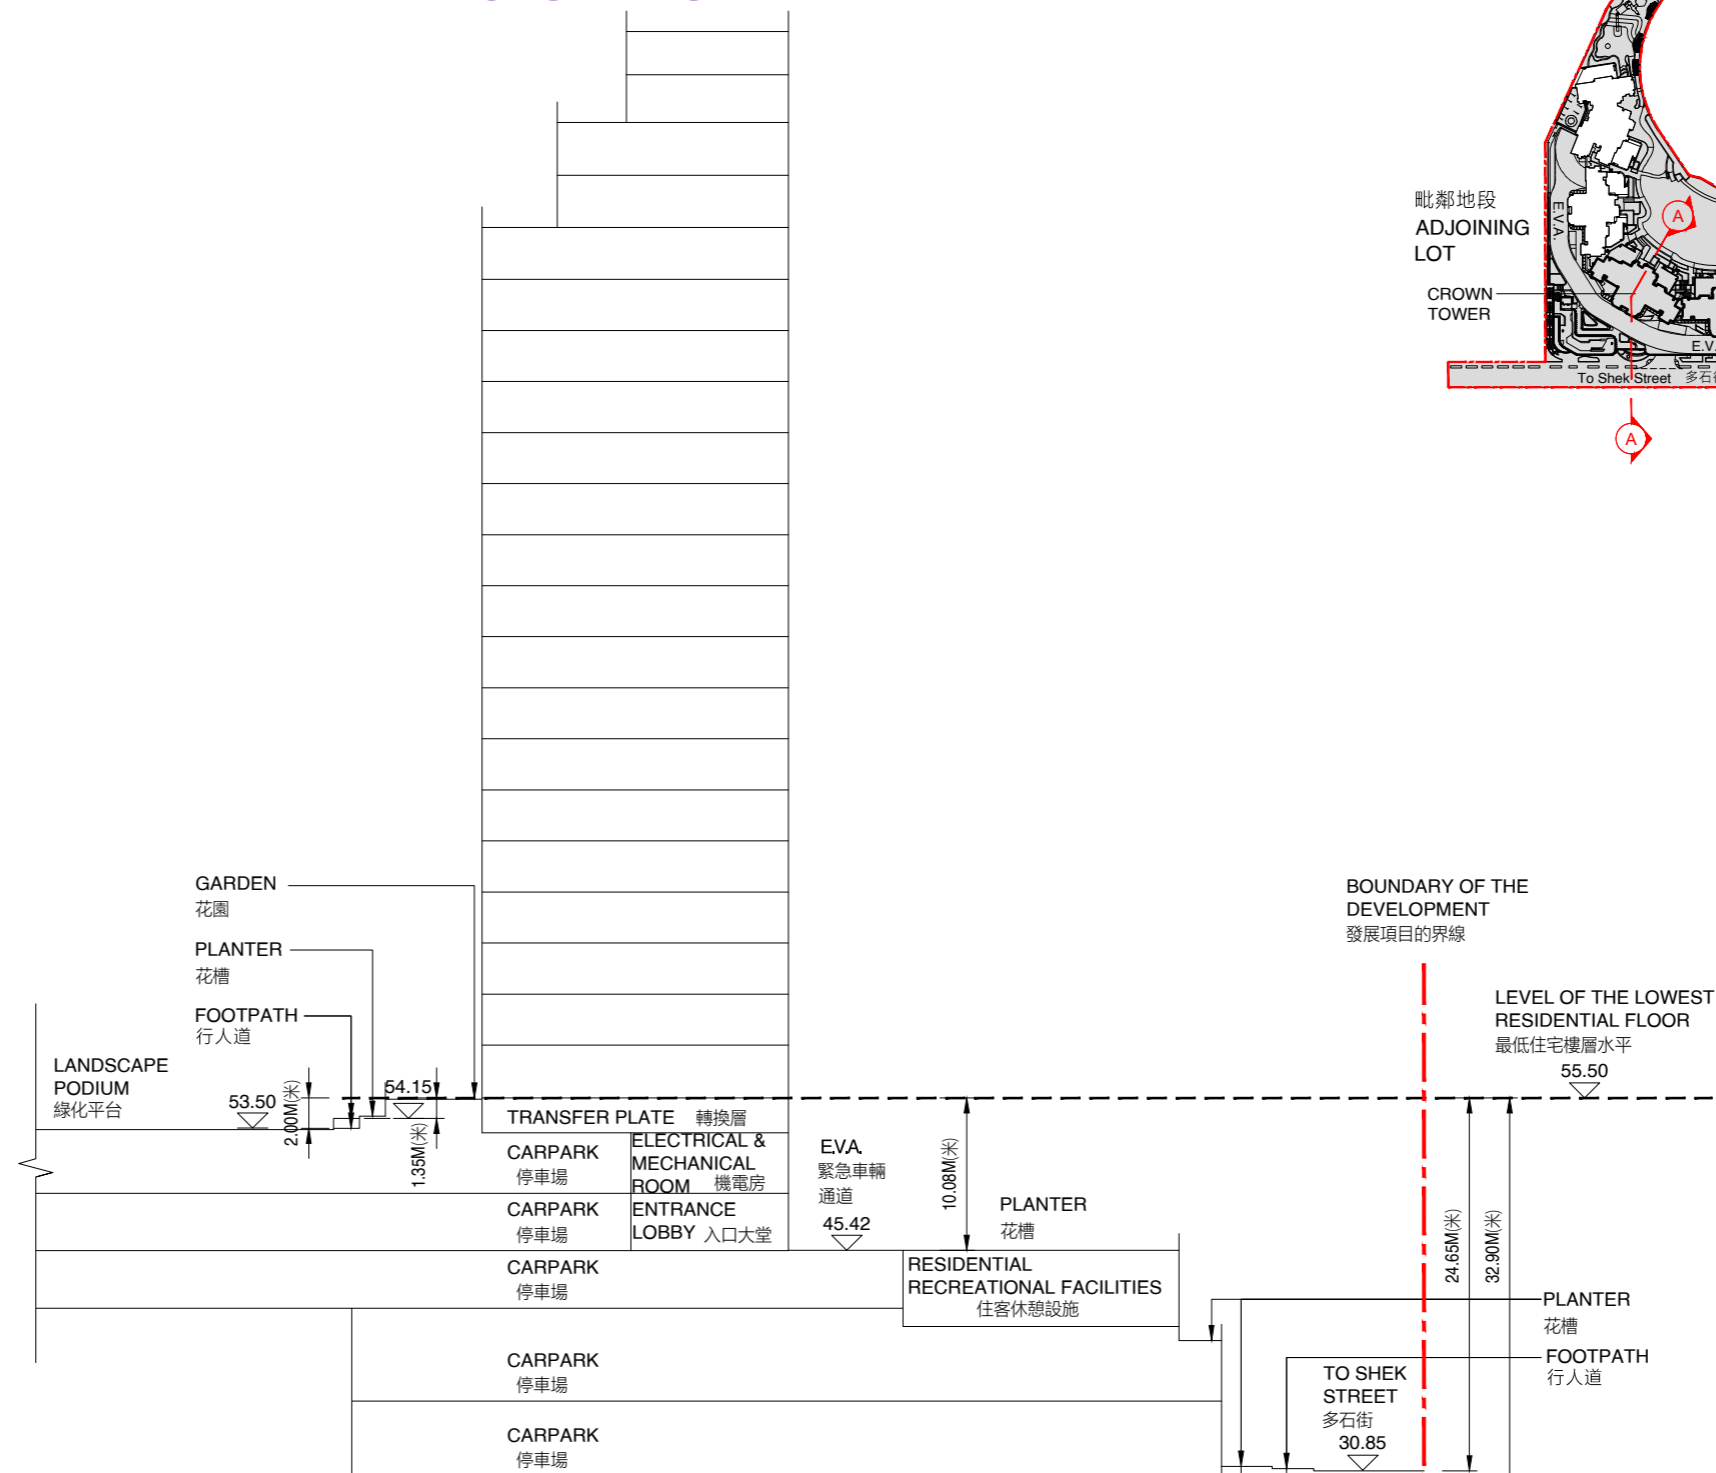 毗鄰地段
ADJOINING
LOT
CROWN
TOWER
E.V.A.
A
E.V.
To Shek Street 多石
A
GARDEN
花園
PLANTER
花槽
FOOTPATH
行人道
LANDSCAPE
PODIUM
綠化平台
53.50
2.00M(米)
54.15
1.35M(米)
TRANSFER PLATE 轉換層
CARPARK
停車場
ELECTRICAL &
MECHANICAL
ROOM 機電房
CARPARK
停車場
ENTRANCE
LOBBY 入口大堂
CARPARK
停車場
CARPARK
停車場
CARPARK
停車場
E.V.A.
緊急車輛
通道
45.42
10.08M(米)
PLANTER
花槽
RESIDENTIAL
RECREATIONAL FACILITIES
住客休憩設施
BOUNDARY OF THE
DEVELOPMENT
發展項目的界線
LEVEL OF THE LOWEST
RESIDENTIAL FLOOR
最低住宅樓層水平
55.50
24.65M(米)
32.90M(米)
PLANTER
花槽
FOOTPATH
行人道
TO SHEK
STREET
多石街
30.85